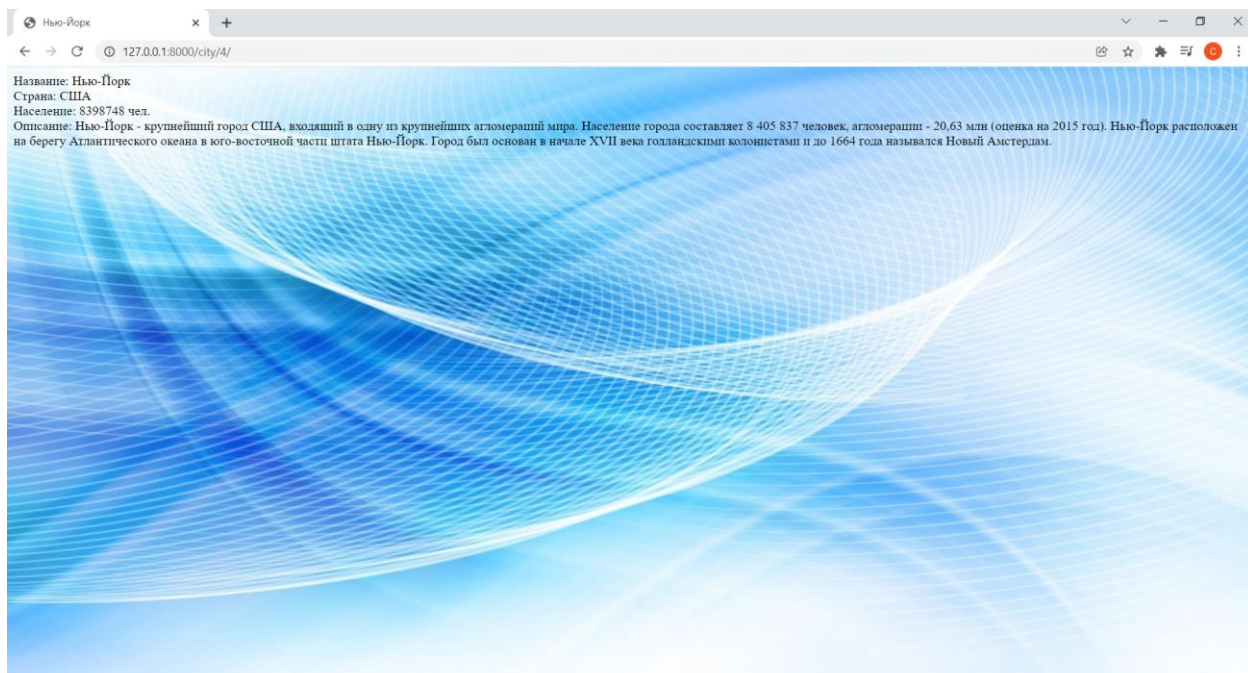 Нью-Йорк
127.0.0.1:8000/city/4/
C
Название: Нью-Йорк
Страна: США
Население: 8398748 чел.
Описание: Нью-Йорк - крупнейший город США, входящий в одну из крупнейших агломераций мира. Население города составляет 8 405 837 человек, агломерации - 20,63 млн (оценка на 2015 год). Нью-Йорк расположен
на берегу Атлантического океана в юго-восточной части штата Нью-Йорк. Город был основан в начале XVII века голландскими колонистами и до 1664 года назывался Новый Амстердам.